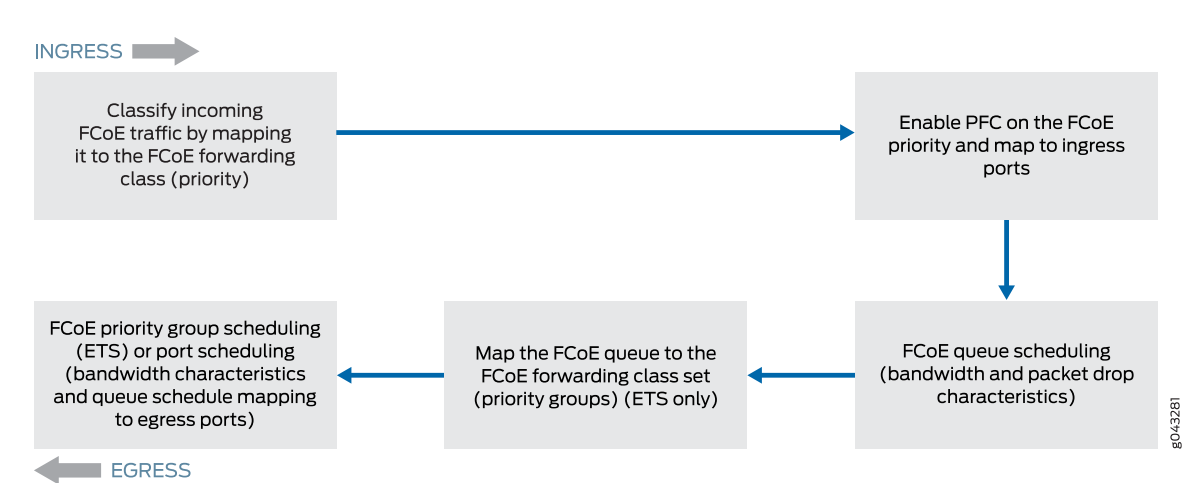 INGRESS
Classify incoming
FCoE traffic by mapping
it to the FCoE forwarding
class (priority)
Enable PFC on the FCoE
priority and map to ingress
ports
FCoE queue scheduling
(bandwidth and packet drop
characteristics)
Map the FCoE queue to the
FCoE forwarding class set
(priority groups) (ETS only)
FCoE priority group scheduling
(ETS) or port scheduling
(bandwidth characteristics
and queue schedule mapping
to egress ports)
EGRESS
g043281